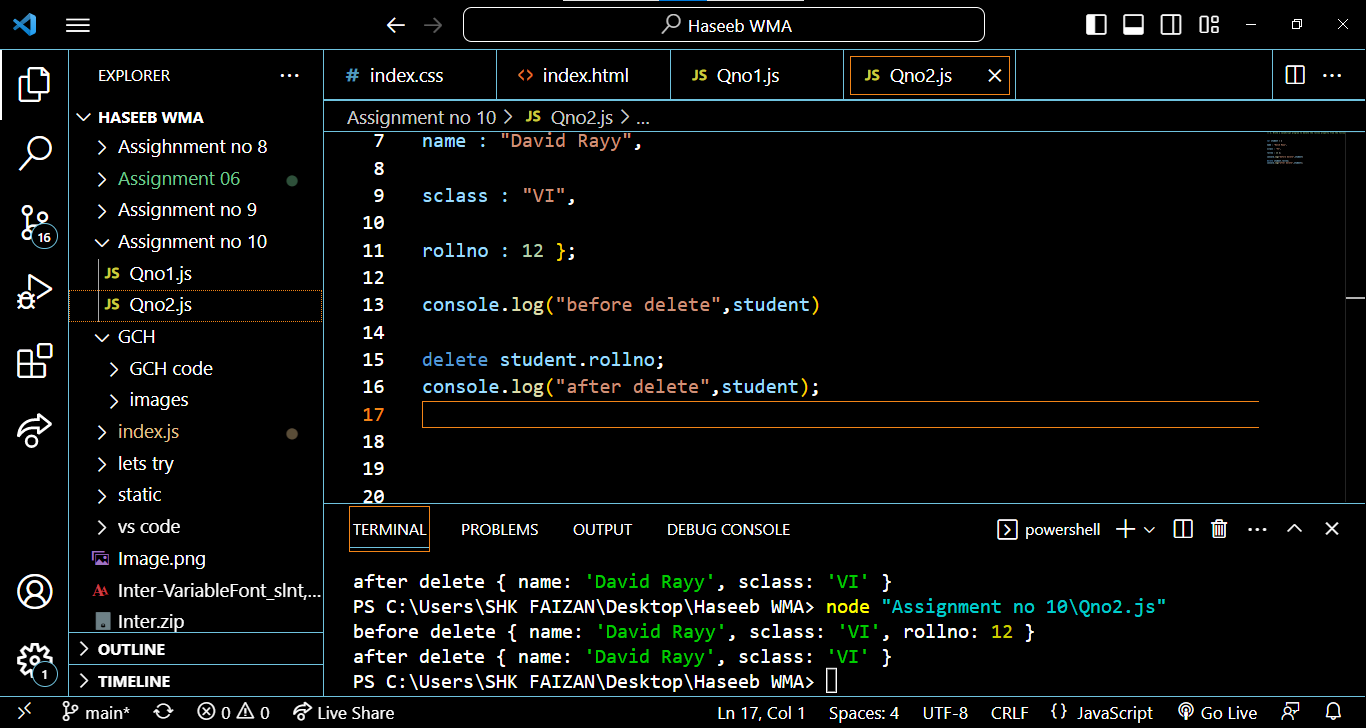 Haseeb WMA
EXPLORER
HASEEB WMA
Assighnment no 8
Assignment 06
Assignment no 9
Assignment no 10
JS Qno1.js
JS Qno2.js
GCH
GCH code
images
index.js
lets try
static
vs code
Image.png
Inter-VariableFont_slnt,...
Inter.zip
OUTLINE
TIMELINE
16
1
# index.css
<> index.html
JS Qno1.js
JS Qno2.js
Assignment no 10 > JS Qno2.js > ...
7 name : "David Rayy",
8
9 sclass : "VI",
10
11 rollno : 12 };
12
13 console.log("before delete",student)
14
15 delete student.rollno;
16 console.log("after delete",student);
17
18
19
20
TERMINAL PROBLEMS OUTPUT DEBUG CONSOLE
powershell
after delete { name: 'David Rayy', sclass: 'VI' }
PS C:\Users\SHK FAIZAN\Desktop\Haseeb WMA> node "Assignment no 10\Qno2.js"
before delete { name: 'David Rayy', sclass: 'VI', rollno: 12 }
after delete { name: 'David Rayy', sclass: 'VI' }
PS C:\Users\SHK FAIZAN\Desktop\Haseeb WMA>
main* 0 0 Live Share Ln 17, Col 1 Spaces: 4 UTF-8 CRLF {} JavaScript Go Live